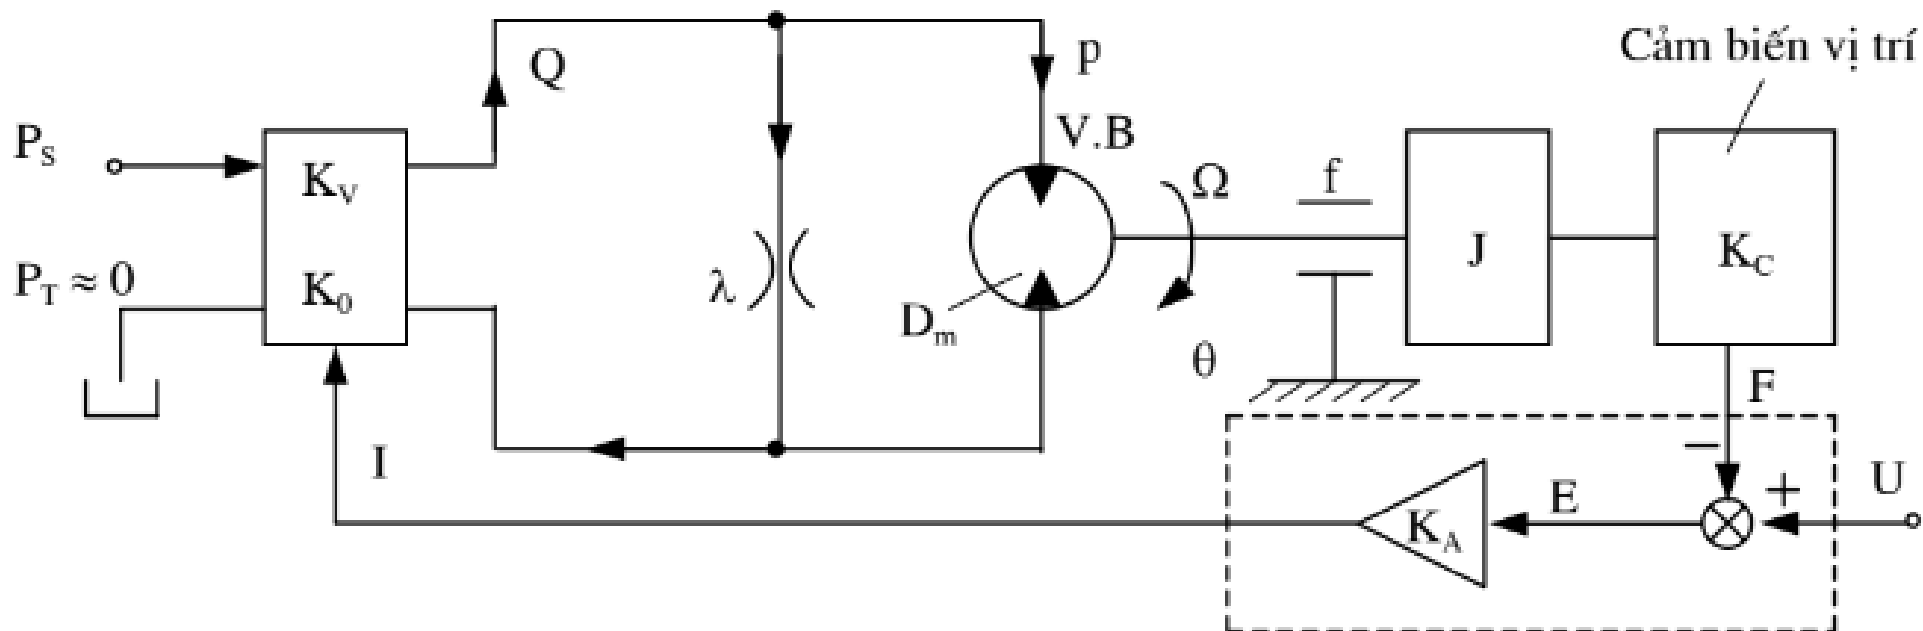 Cảm biến vị trí
Q
p
P_S
K_V
V.B
Ω
f
λ
J
K_C
P_T ≈ 0
K_0
D_m
θ
F
I
−
E
+
U
K_A